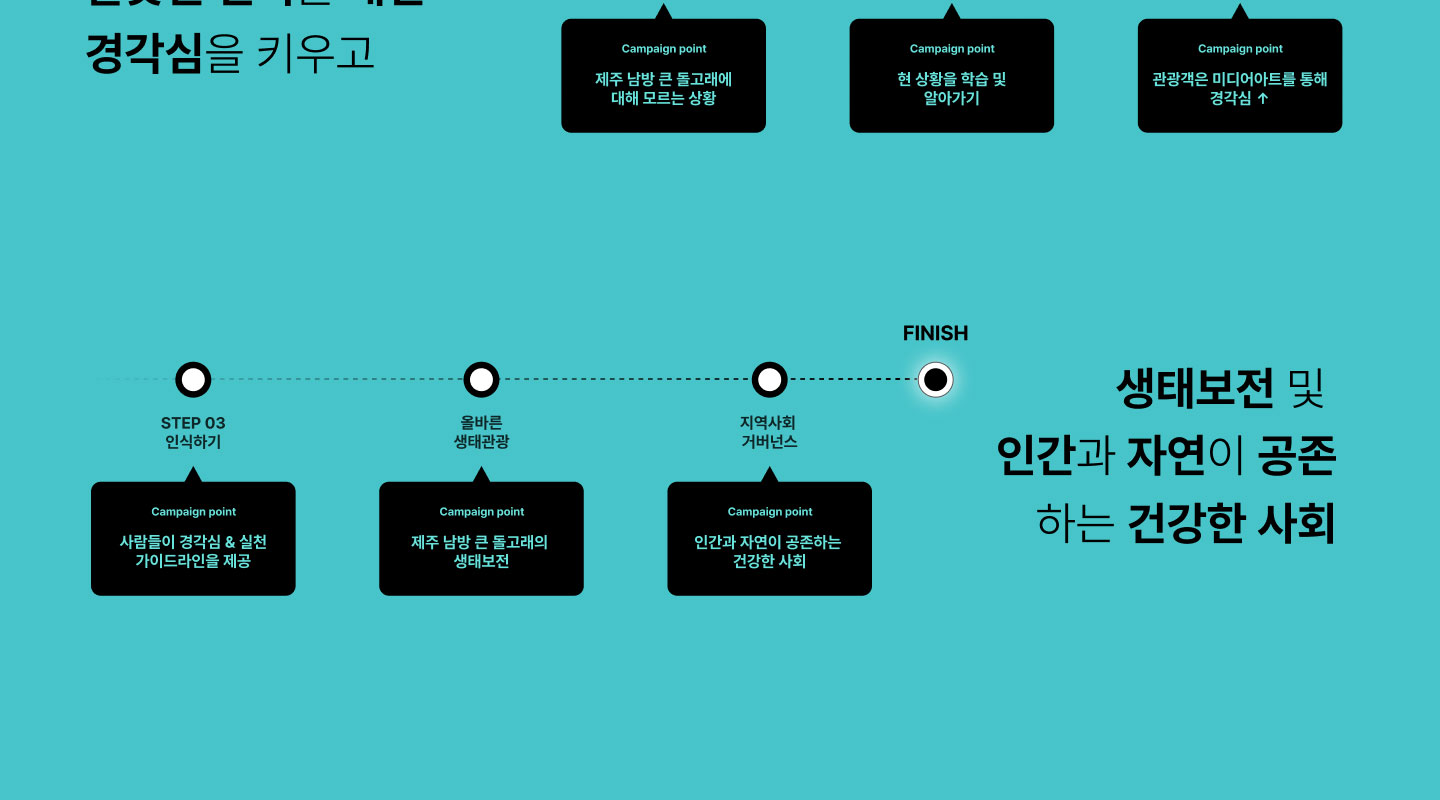 경각심을 키우고
Campaign point
제주 남방 큰 돌고래에
대해 모르는 상황
Campaign point
현 상황을 학습 및
알아가기
Campaign point
관광객은 미디어아트를 통해
경각심 ↑
FINISH
STEP 03
인식하기
Campaign point
사람들이 경각심 & 실천
가이드라인을 제공
올바른
생태관광
Campaign point
제주 남방 큰 돌고래의
생태보전
지역사회
거버넌스
Campaign point
인간과 자연이 공존하는
건강한 사회
생태보전 및
인간과 자연이 공존
하는 건강한 사회